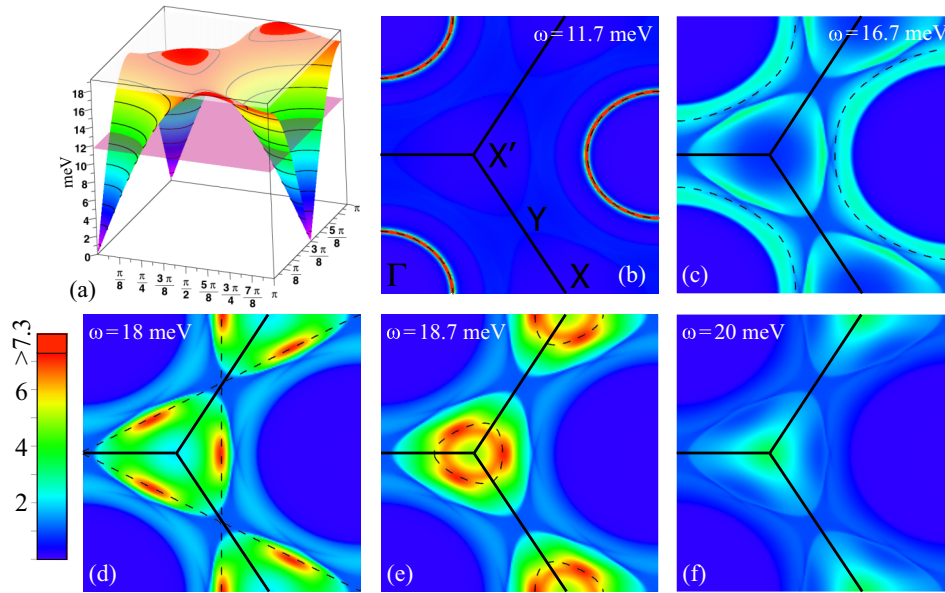 18
16
14
12
10
8
6
4
2
0
meV
π/8
π/4
3π/8
π/2
5π/8
3π/4
7π/8
π
π/8
3π/8
5π/8
π
(a)
ω=11.7 meV
X′
Y
Γ
X
(b)
ω=16.7 meV
(c)
>7.3
6
4
2
ω=18 meV
(d)
ω=18.7 meV
(e)
ω=20 meV
(f)